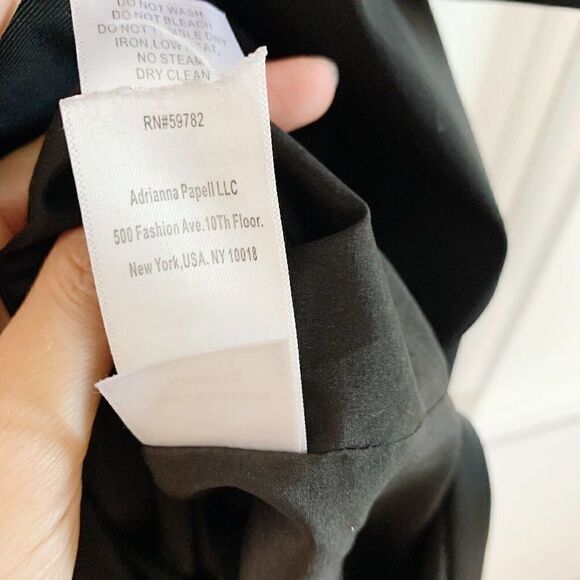 DO NOT WASH
DO NOT BLEACH
DO NOT TUMBLE DRY
IRON,LOW HEAT.
NO STEAM
DRY CLEAN
RN#59782
Adrianna Papell LLC
500 Fashion Ave.10Th Floor.
New York,USA. NY 10018